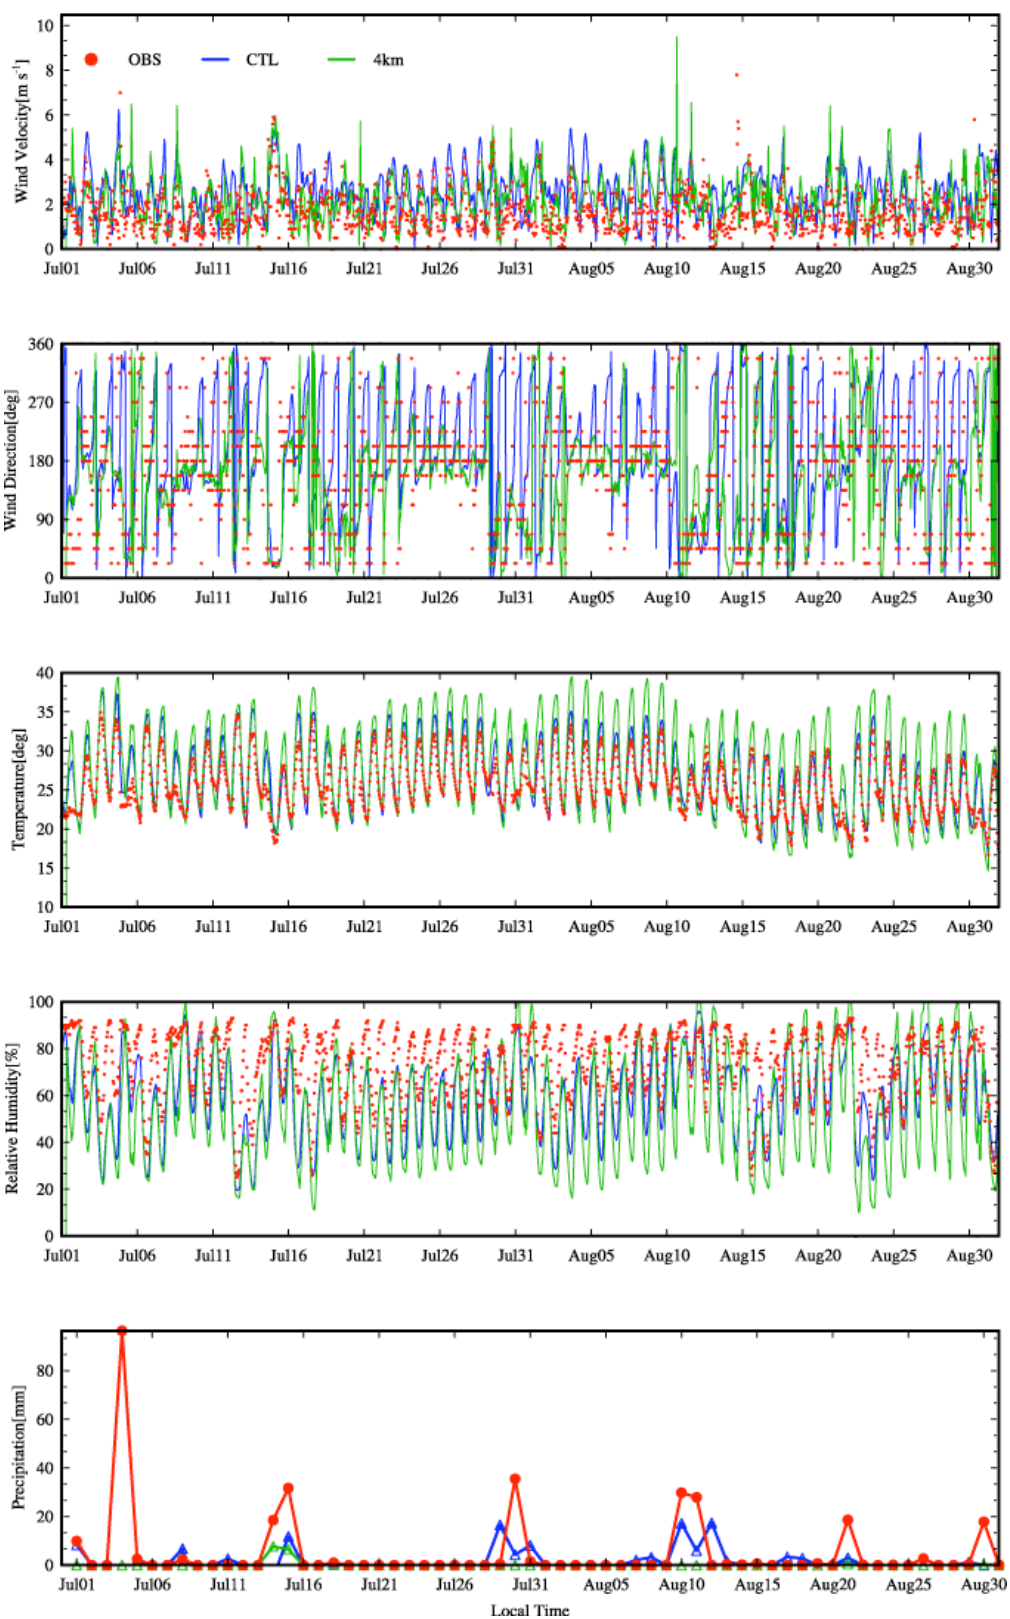 Wind Velocity[m s-1]
10
8
6
4
2
0
OBS CTL 4km
Jul01 Jul06 Jul11 Jul16 Jul21 Jul26 Jul31 Aug05 Aug10 Aug15 Aug20 Aug25 Aug30
Wind Direction[deg]
360
270
180
90
0
Jul01 Jul06 Jul11 Jul16 Jul21 Jul26 Jul31 Aug05 Aug10 Aug15 Aug20 Aug25 Aug30
Temperature[deg]
40
35
30
25
20
15
10
Jul01 Jul06 Jul11 Jul16 Jul21 Jul26 Jul31 Aug05 Aug10 Aug15 Aug20 Aug25 Aug30
Relative Humidity[%]
100
80
60
40
20
0
Jul01 Jul06 Jul11 Jul16 Jul21 Jul26 Jul31 Aug05 Aug10 Aug15 Aug20 Aug25 Aug30
Precipitation[mm]
80
60
40
20
0
Jul01 Jul06 Jul11 Jul16 Jul21 Jul26 Jul31 Aug05 Aug10 Aug15 Aug20 Aug25 Aug30
Local Time